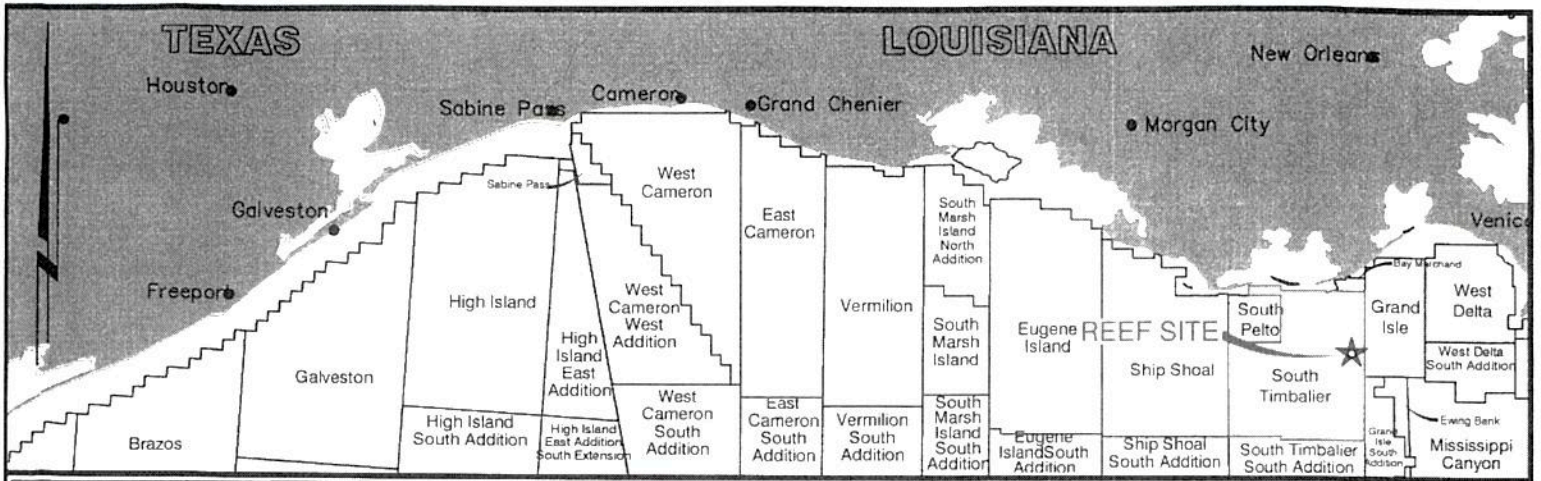 TEXAS
LOUISIANA
New Orleans
Houston
Sabine Pass
Cameron
Grand Chenier
Morgan City
West
Cameron
Sabine Pass
Galveston
East
Cameron
South
Marsh
Island
North
Addition
Venice
Bay Marchand
Freeport
High Island
West
Cameron
West
Addition
Vermilion
South
Marsh
Island
Eugene
Island
REEF SITE
South
Pelto
Grand
Isle
West
Delta
High
Island
East
Addition
Galveston
Ship Shoal
South
Timbalier
West Delta
South Addition
Brazos
High Island
South Addition
High Island
East Addition
South Extension
West
Cameron
South
Addition
East
Cameron
South
Addition
Vermilion
South
Addition
South
Marsh
Island
South
Addition
Eugene
Island South
Addition
Ship Shoal
South Addition
South Timbalier
South Addition
Grand
Isle
South
Addition
Ewing Bank
Mississippi
Canyon